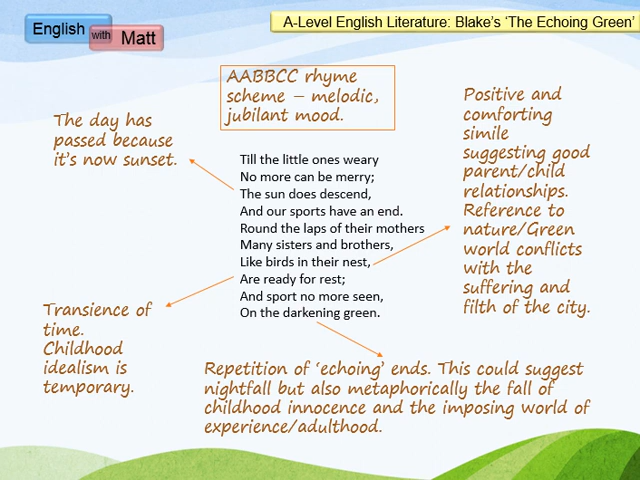 English with Matt
A-Level English Literature: Blake's 'The Echoing Green'
AABBCC rhyme
scheme – melodic,
jubilant mood.
The day has
passed because
it's now sunset.
Positive and
comforting
simile
suggesting good
parent/child
relationships.
Reference to
nature/Green
world conflicts
with the
suffering and
filth of the city.
Till the little ones weary
No more can be merry;
The sun does descend,
And our sports have an end.
Round the laps of their mothers
Many sisters and brothers,
Like birds in their nest,
Are ready for rest;
And sport no more seen,
On the darkening green.
Transience of
time.
Childhood
idealism is
temporary.
Repetition of 'echoing' ends. This could suggest
nightfall but also metaphorically the fall of
childhood innocence and the imposing world of
experience/adulthood.